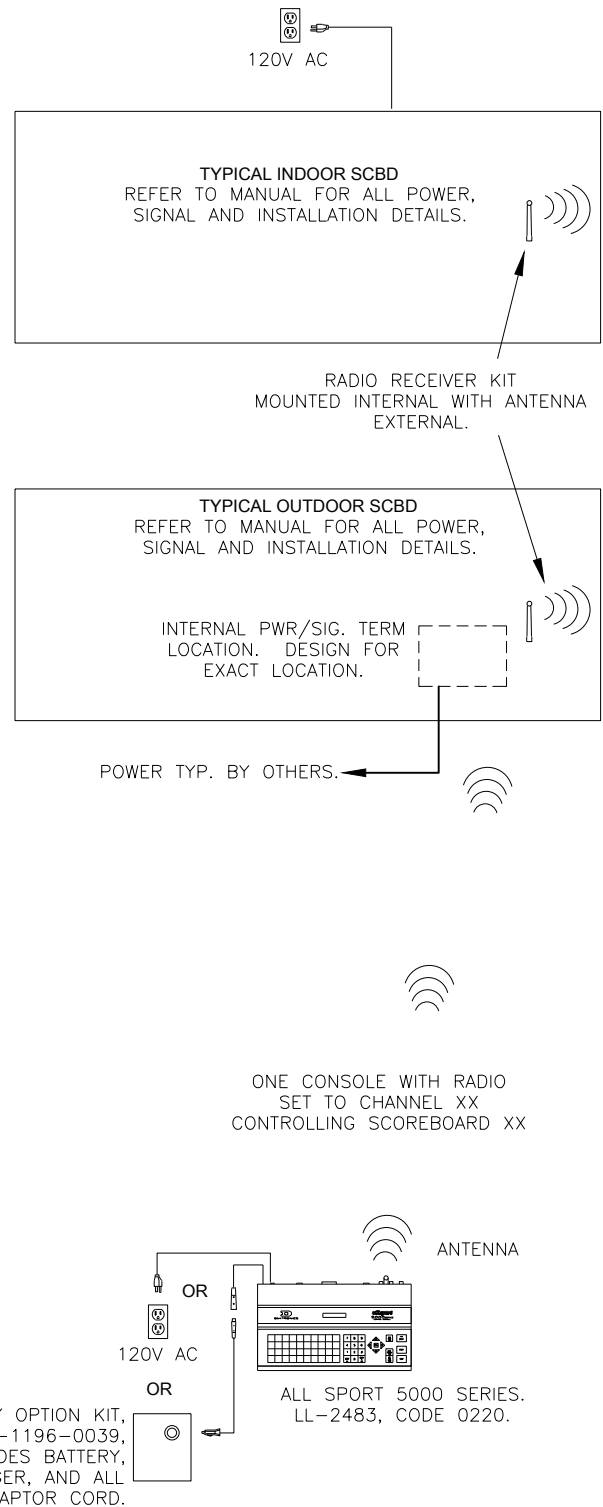 120V AC
TYPICAL INDOOR SCBD
REFER TO MANUAL FOR ALL POWER,
SIGNAL AND INSTALLATION DETAILS.
RADIO RECEIVER KIT
MOUNTED INTERNAL WITH ANTENNA
EXTERNAL.
TYPICAL OUTDOOR SCBD
REFER TO MANUAL FOR ALL POWER,
SIGNAL AND INSTALLATION DETAILS.
INTERNAL PWR/SIG. TERM
LOCATION. DESIGN FOR
EXACT LOCATION.
POWER TYP. BY OTHERS.
ONE CONSOLE WITH RADIO
SET TO CHANNEL XX
CONTROLLING SCOREBOARD XX
ANTENNA
OR
DAKTRONICS
120V AC
OR
ALL SPORT 5000 SERIES.
LL-2483, CODE 0220.
OPTION KIT,
-1196-0039,
BATTERY,
AND ALL
CORD.